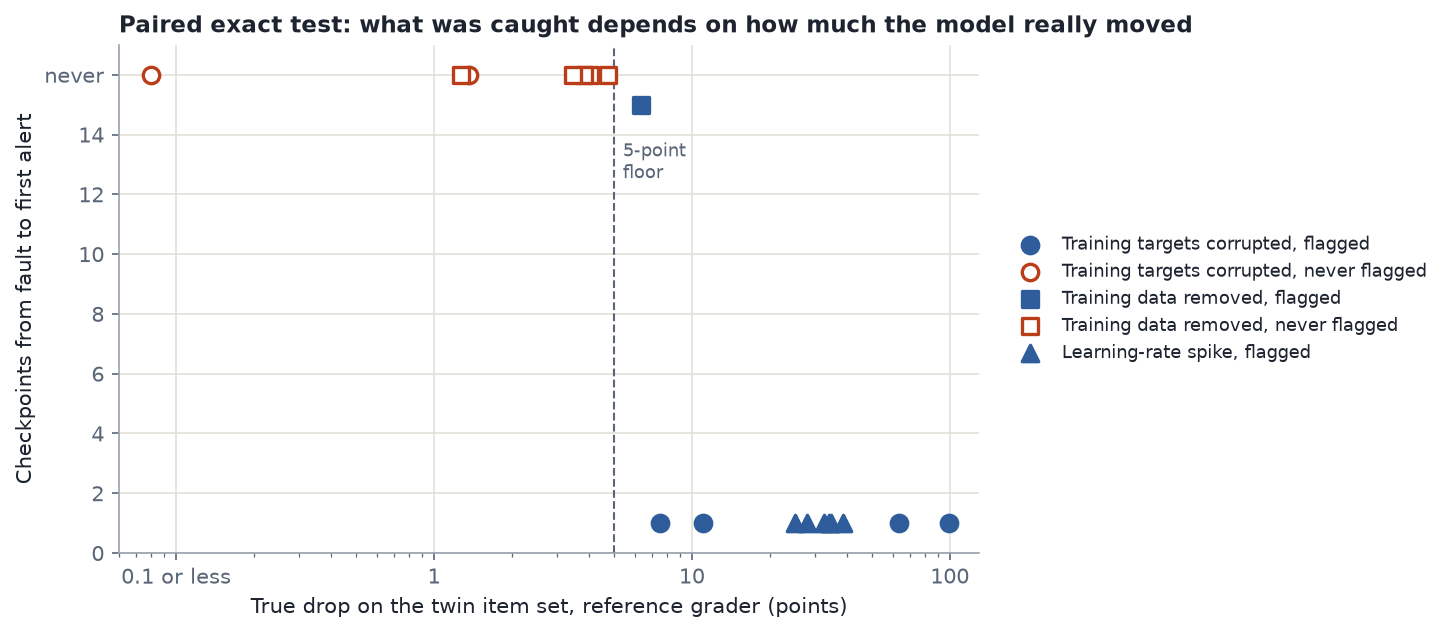 Paired exact test: what was caught depends on how much the model really moved
Checkpoints from fault to first alert
never
14
12
10
8
6
4
2
0
5-point
floor
0.1 or less
1
10
100
True drop on the twin item set, reference grader (points)
Training targets corrupted, flagged
Training targets corrupted, never flagged
Training data removed, flagged
Training data removed, never flagged
Learning-rate spike, flagged